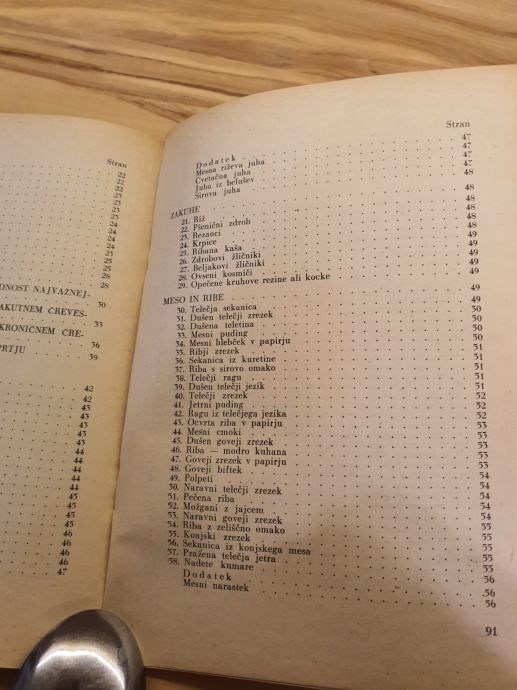 Stran
22
22
23
23
23
24
24
24
25
25
25
28
28
DNOST NAJVAŽNEJ-
30
AKUTNEM ČREVES-
33
KRONIČNEM ČRE-
36
PRTJU
39
42
42
43
43
43
43
44
44
44
44
45
45
45
46
46
46
47
Stran
Dodatek
Mesna riževa juha
Cvetačna juha
Juha iz belušev
Sirova juha
ZAKUHE
21. Riž
22. Pšenični zdrob
23. Rezanci
24. Krpice
25. Ribana kaša
26. Zdrobovi žličniki
27. Beljakovi žličniki
28. Ovseni kosmiči
29. Opečene kruhove rezine ali kocke
MESO IN RIBE
30. Telečja sekanica
31. Dušen telečji zrezek
32. Dušena teletina
33. Mesni puding
34. Mesni hlebček v papirju
35. Ribji zrezek
36. Sekanica iz kuretine
37. Riba s sirovo omako
38. Telečji ragu
39. Dušen telečji jezik
40. Telečji zrezek
41. Jetrni puding
42. Ragu iz telečjega jezika
43. Ocvrta riba v papirju
44. Mesni cmoki
45. Dušen goveji zrezek
46. Riba — modro kuhana
47. Goveji zrezek v papirju
48. Goveji biftek
49. Polpeti
50. Naravni telečji zrezek
51. Pečena riba
52. Možgani z jajcem
53. Naravni goveji zrezek
54. Riba z zeliščno omako
55. Konjski zrezek
56. Sekanica iz konjskega mesa
57. Pražena telečja jetra
58. Nadete kumare
Dodatek
Mesni narastek
47
47
47
47
48
48
48
48
48
48
49
49
49
49
49
49
50
50
50
50
51
51
51
51
51
52
52
52
53
53
53
53
53
54
54
54
54
55
55
55
55
56
56
56
91